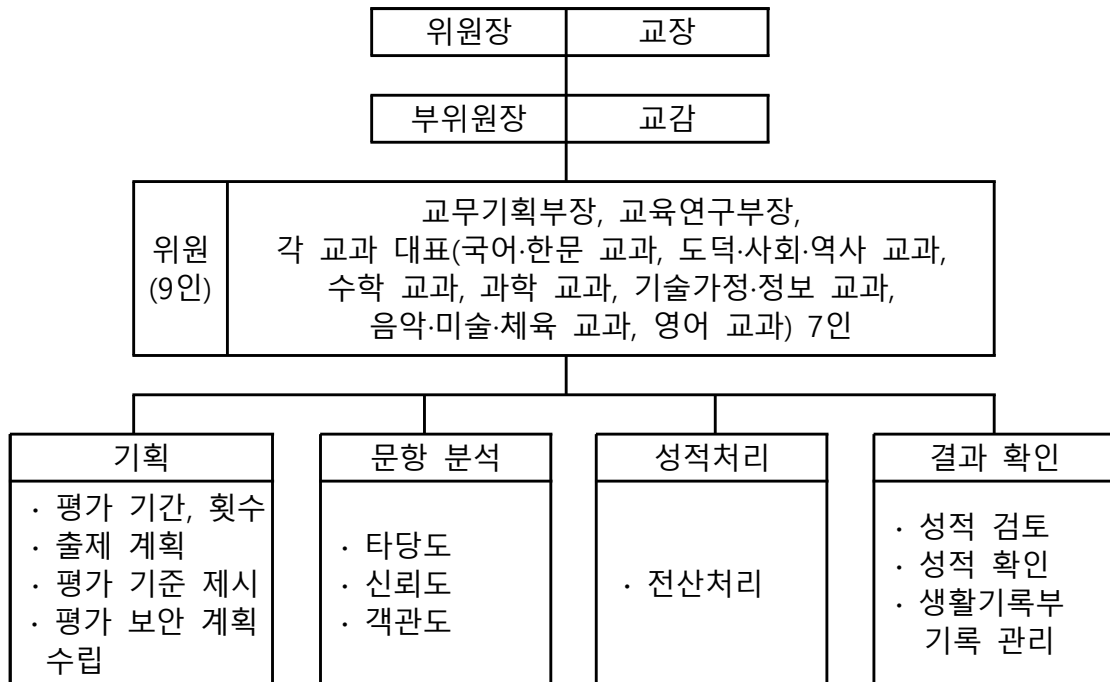 위원장 교장
부위원장 교감
위원
(9인)
교무기획부장, 교육연구부장,
각 교과 대표(국어·한문 교과, 도덕·사회·역사 교과,
수학 교과, 과학 교과, 기술가정·정보 교과,
음악·미술·체육 교과, 영어 교과) 7인
기획
· 평가 기간, 횟수
· 출제 계획
· 평가 기준 제시
· 평가 보안 계획
수립
문항 분석
· 타당도
· 신뢰도
· 객관도
성적처리
· 전산처리
결과 확인
· 성적 검토
· 성적 확인
· 생활기록부
기록 관리